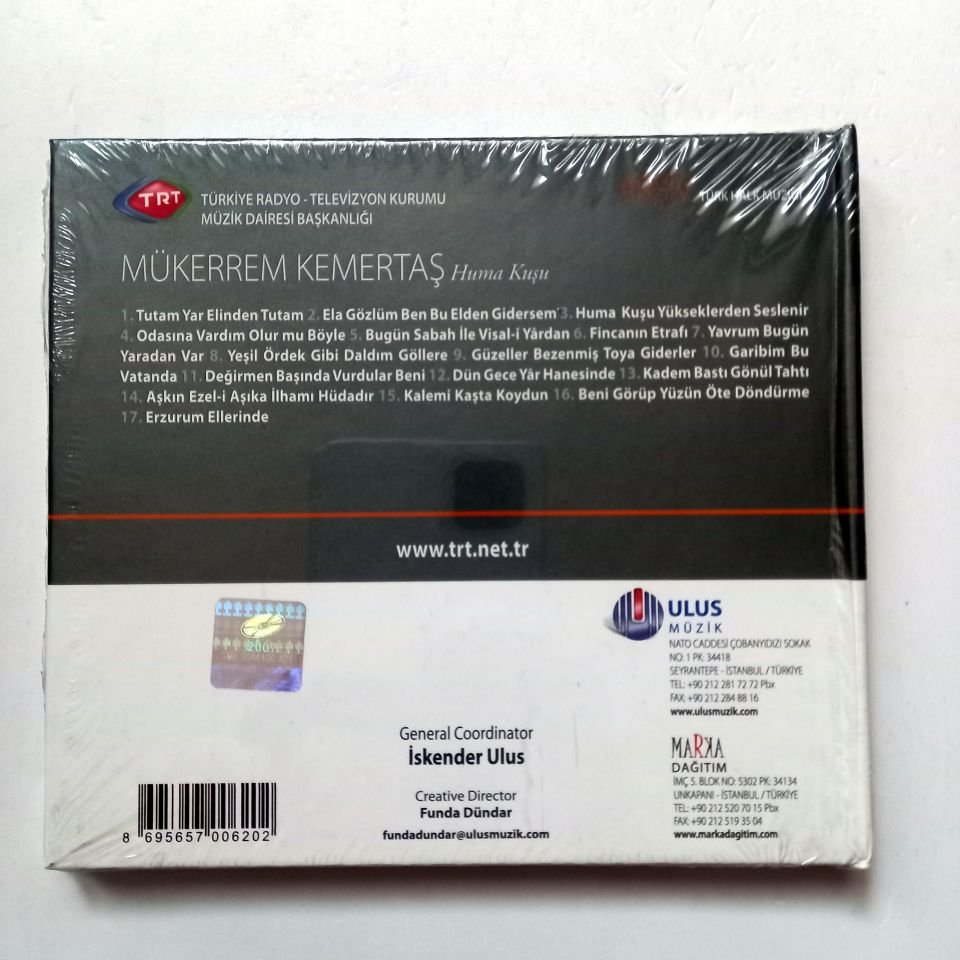 TRT
TÜRKİYE RADYO - TELEVİZYON KURUMU
MÜZİK DAİRESİ BAŞKANLIĞI
TÜRK HALK MÜZİĞİ
MÜKERREM KEMERTAŞ Huma Kuşu
1. Tutam Yar Elinden Tutam 2. Ela Gözlüm Ben Bu Elden Gidersem 3. Huma Kuşu Yükseklerden Seslenir
4. Odasına Vardım Olur mu Böyle 5. Bugün Sabah İle Visal-i Yârdan 6. Fincanın Etrafı 7. Yavrum Bugün
Yaradan Var 8. Yeşil Ördek Gibi Daldım Göllere 9. Güzeller Bezenmiş Toya Giderler 10. Garibim Bu
Vatanda 11. Değirmen Başında Vurdular Beni 12. Dün Gece Yâr Hanesinde 13. Kadem Bastı Gönül Tahtı
14. Aşkın Ezel-i Aşıka İlhamı Hüdadır 15. Kalemi Kaşta Koydun 16. Beni Görüp Yüzün Öte Döndürme
17. Erzurum Ellerinde
www.trt.net.tr
ULUS
MÜZİK
NATO CADDESİ ÇOBANYIDIZI SOKAK
NO: 1 PK: 34418
SEYRANTEPE - İSTANBUL / TÜRKİYE
TEL: +90 212 281 72 72 Pbx
FAX: +90 212 284 88 16
www.ulusmuzik.com
General Coordinator
İskender Ulus
Creative Director
Funda Dündar
fundadundar@ulusmuzik.com
MARKA
DAĞITIM
İMÇ 5. BLOK NO: 5302 PK: 34134
UNKAPANI - İSTANBUL / TÜRKİYE
TEL: +90 212 520 70 15 Pbx
FAX: +90 212 519 35 04
www.markadagitim.com
8 695657 006202